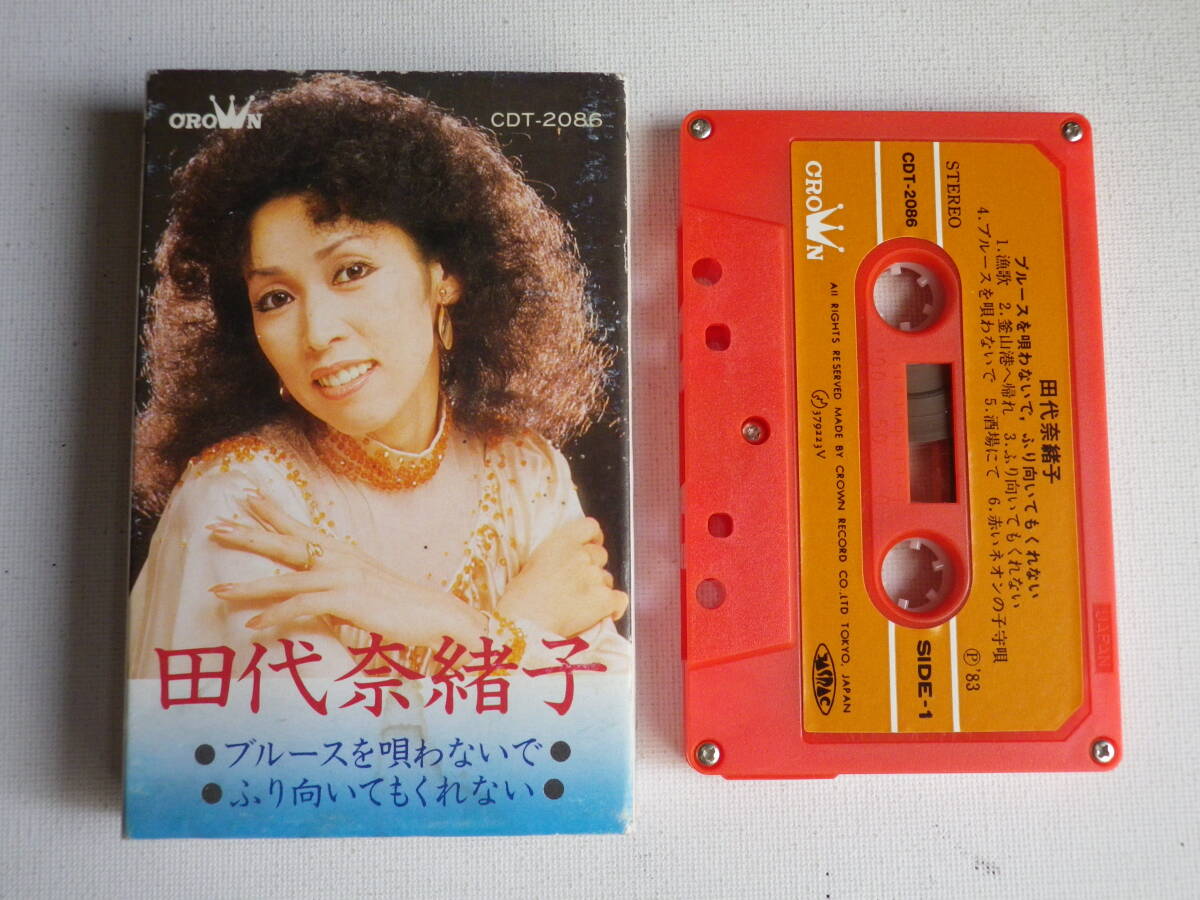 CROWN
CDT-2086
田代奈緒子
●ブルースを唄わないで●
●ふり向いてもくれない●
CROWN
CDT-2086
STEREO
ブルースを唄わないで，ふり向いてもくれない
田代奈緒子
1.漁歌 2.釜山港へ帰れ 3.ふり向いてもくれない
4.ブルースを唄わないで 5.酒場にて 6.赤いネオンの子守唄
SIDE-1
Ⓟ'83
All RIGHTS RESERVED MADE BY CROWN RECORD CO.,LTD TOKYO, JAPAN
379223V
JASRAC
JAPAN